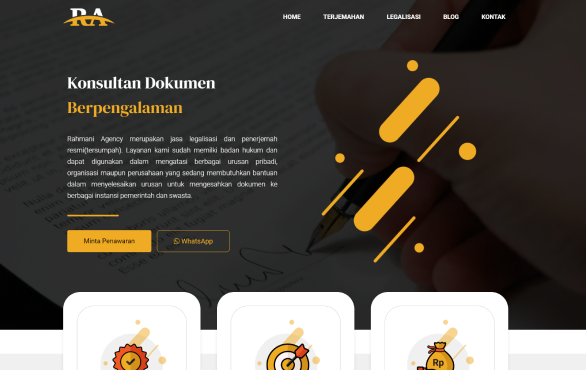 RA
HOME TERJEMAHAN LEGALISASI BLOG KONTAK
Konsultan Dokumen
Berpengalaman
Rahmani Agency merupakan jasa legalisasi dan penerjemah
resmi(tersumpah). Layanan kami sudah memiliki badan hukum dan
dapat digunakan dalam mengatasi berbagai urusan pribadi,
organisasi maupun perusahaan yang sedang membutuhkan bantuan
dalam menyelesaikan urusan untuk mengesahkan dokumen ke
berbagai instansi pemerintah dan swasta.
Minta Penawaran WhatsApp
Rp